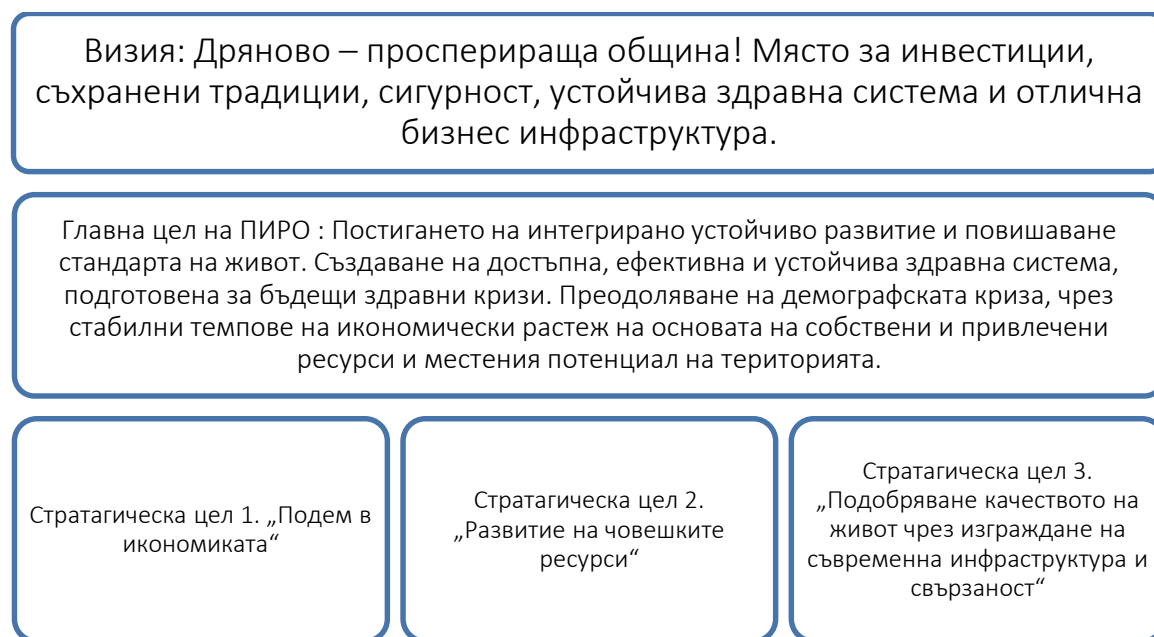 Визия: Дряново – просперираща община! Място за инвестиции,
съхранени традиции, сигурност, устойчива здравна система и отлична
бизнес инфраструктура.
Главна цел на ПИРО : Постигането на интегрирано устойчиво развитие и повишаване
стандарта на живот. Създаване на достъпна, ефективна и устойчива здравна система,
подготовена за бъдещи здравни кризи. Преодоляване на демографската криза, чрез
стабилни темпове на икономически растеж на основата на собствени и привлечени
ресурси и местения потенциал на територията.
Стратагическа цел 1. „Подем в
икономиката“
Стратагическа цел 2.
„Развитие на човешките
ресурси“
Стратагическа цел 3.
„Подобряване качеството на
живот чрез изграждане на
съвременна инфраструктура и
свързаност“